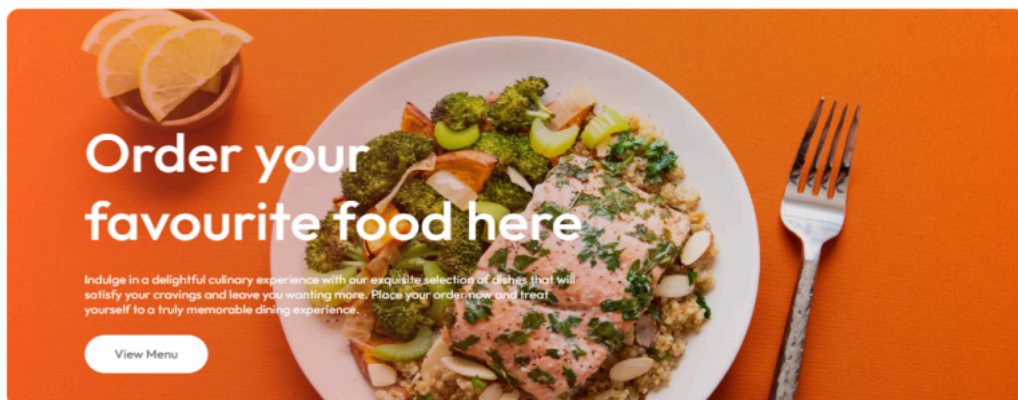 Order your
favourite food here
Indulge in a delightful culinary experience with our exquisite selection of dishes that will
satisfy your cravings and leave you wanting more. Place your order now and treat
yourself to a truly memorable dining experience.
View Menu